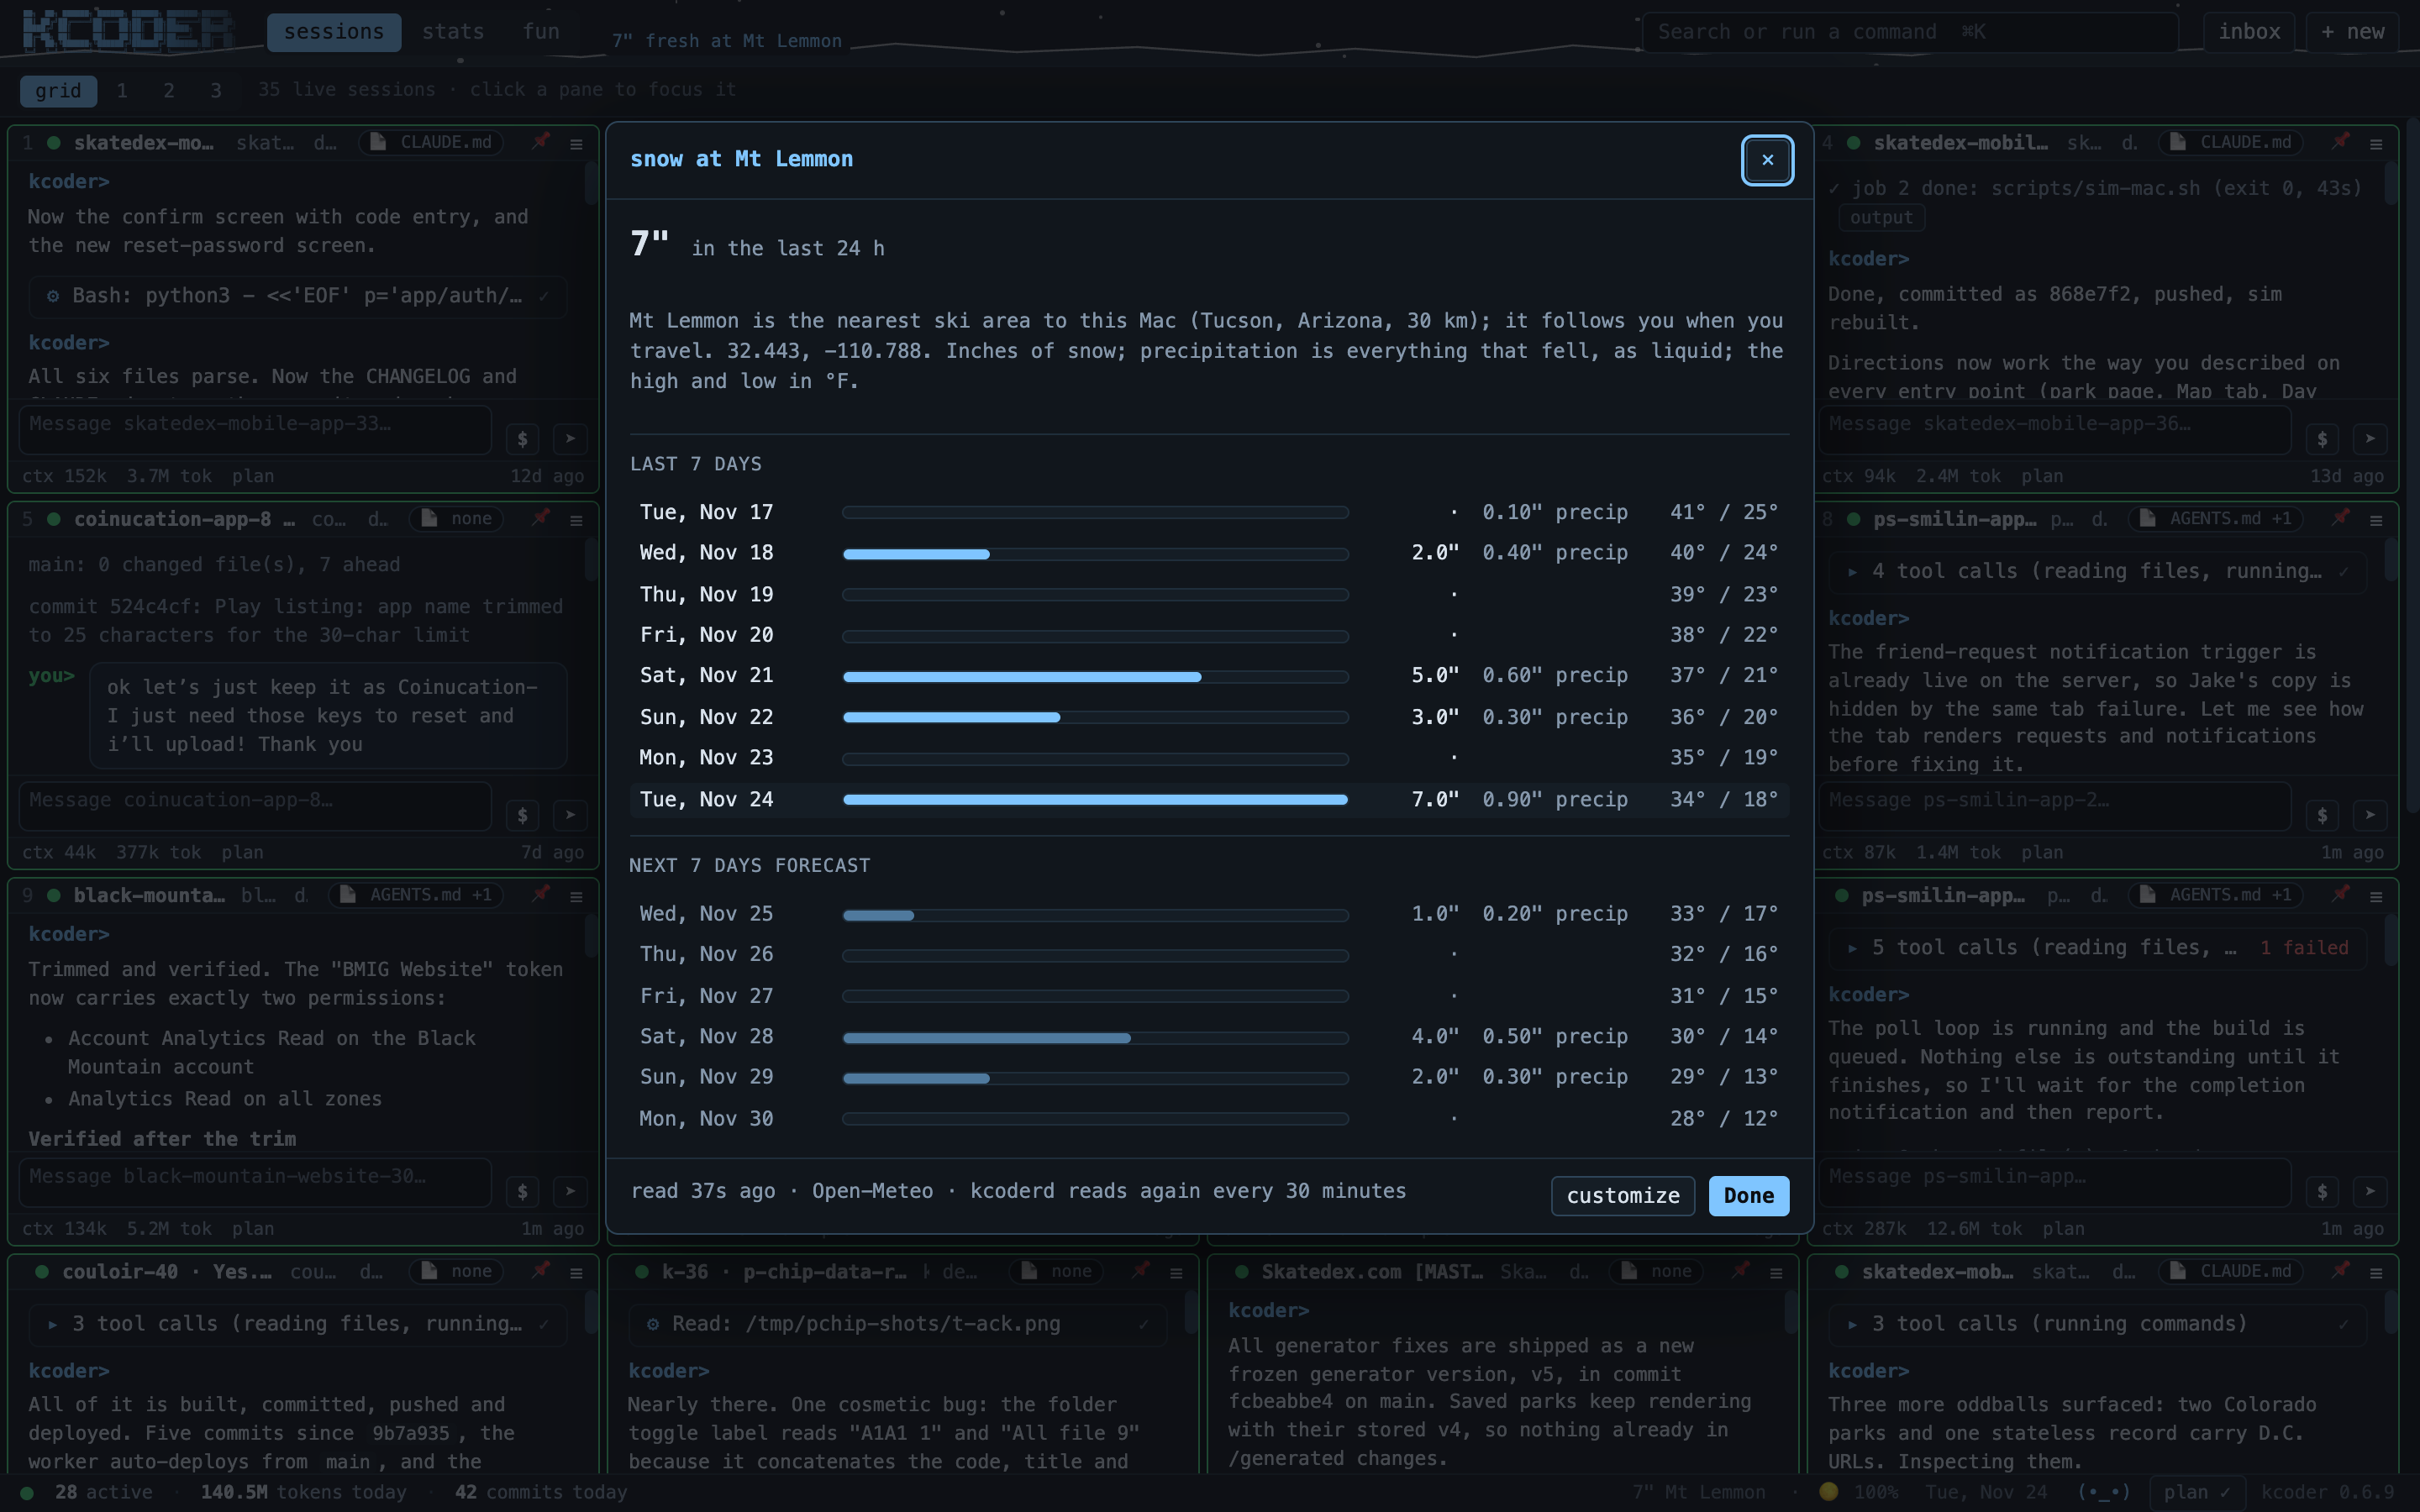 KCODER
sessions stats fun
7" fresh at Mt Lemmon
Search or run a command ⌘K
inbox
+ new
grid 1 2 3 35 live sessions · click a pane to focus it
1 skatedex-mo… skat… d… CLAUDE.md
kcoder>
Now the confirm screen with code entry, and
the new reset-password screen.
Bash: python3 - <<'EOF' p='app/auth/… ✓
kcoder>
All six files parse. Now the CHANGELOG and
Message skatedex-mobile-app-33…
$
ctx 152k 3.7M tok plan 12d ago
5 coinucation-app-8 … co… d… none
main: 0 changed file(s), 7 ahead
commit 524c4cf: Play listing: app name trimmed
to 25 characters for the 30-char limit
you> ok let's just keep it as Coinucation-
I just need those keys to reset and
i'll upload! Thank you
Message coinucation-app-8…
$
ctx 44k 377k tok plan 7d ago
9 black-mounta… bl… d. AGENTS.md +1
kcoder>
Trimmed and verified. The "BMIG Website" token
now carries exactly two permissions:
• Account Analytics Read on the Black
Mountain account
• Analytics Read on all zones
Verified after the trim
Message black-mountain-website-30…
$
ctx 134k 5.2M tok plan 1m ago
snow at Mt Lemmon
×
7" in the last 24 h
Mt Lemmon is the nearest ski area to this Mac (Tucson, Arizona, 30 km); it follows you when you
travel. 32.443, -110.788. Inches of snow; precipitation is everything that fell, as liquid; the
high and low in °F.
LAST 7 DAYS
Tue, Nov 17 · 0.10" precip 41° / 25°
Wed, Nov 18 2.0" 0.40" precip 40° / 24°
Thu, Nov 19 · 39° / 23°
Fri, Nov 20 · 38° / 22°
Sat, Nov 21 5.0" 0.60" precip 37° / 21°
Sun, Nov 22 3.0" 0.30" precip 36° / 20°
Mon, Nov 23 · 35° / 19°
Tue, Nov 24 7.0" 0.90" precip 34° / 18°
NEXT 7 DAYS FORECAST
Wed, Nov 25 1.0" 0.20" precip 33° / 17°
Thu, Nov 26 · 32° / 16°
Fri, Nov 27 · 31° / 15°
Sat, Nov 28 4.0" 0.50" precip 30° / 14°
Sun, Nov 29 2.0" 0.30" precip 29° / 13°
Mon, Nov 30 · 28° / 12°
read 37s ago · Open-Meteo · kcoderd reads again every 30 minutes
customize
Done
4 skatedex-mobil… sk… d. CLAUDE.md
✓ job 2 done: scripts/sim-mac.sh (exit 0, 43s)
output
kcoder>
Done, committed as 868e7f2, pushed, sim
rebuilt.
Directions now work the way you described on
every entry point (park page, Map tab, Day
Message skatedex-mobile-app-36…
$
ctx 94k 2.4M tok plan 13d ago
8 ps-smilin-app… p… d. AGENTS.md +1
4 tool calls (reading files, running… ✓
kcoder>
The friend-request notification trigger is
already live on the server, so Jake's copy is
hidden by the same tab failure. Let me see how
the tab renders requests and notifications
before fixing it.
Message ps-smilin-app-2…
$
ctx 87k 1.4M tok plan 1m ago
ps-smilin-app… p… d. AGENTS.md +1
5 tool calls (reading files, … 1 failed
kcoder>
The poll loop is running and the build is
queued. Nothing else is outstanding until it
finishes, so I'll wait for the completion
notification and then report.
Message ps-smilin-app…
$
ctx 287k 12.6M tok plan 1m ago
couloir-40 · Yes.… cou… d… none
3 tool calls (reading files, running… ✓
kcoder>
All of it is built, committed, pushed and
deployed. Five commits since 9b7a935, the
worker auto-deploys from main, and the
k-36 · p-chip-data-r… de… none
Read: /tmp/pchip-shots/t-ack.png ✓
kcoder>
Nearly there. One cosmetic bug: the folder
toggle label reads "A1A1 1" and "All file 9"
because it concatenates the code, title and
Skatedex.com [MAST… Ska… d. none
kcoder>
All generator fixes are shipped as a new
frozen generator version, v5, in commit
fcbeabbe4 on main. Saved parks keep rendering
with their stored v4, so nothing already in
/generated changes.
skatedex-mob… skat… d… CLAUDE.md
3 tool calls (running commands) ✓
kcoder>
Three more oddballs surfaced: two Colorado
parks and one stateless record carry D.C.
URLs. Inspecting them.
28 active · 140.5M tokens today · 42 commits today
7" Mt Lemmon · 100% Tue, Nov 24 (•_•) plan ✓ kcoder 0.6.9